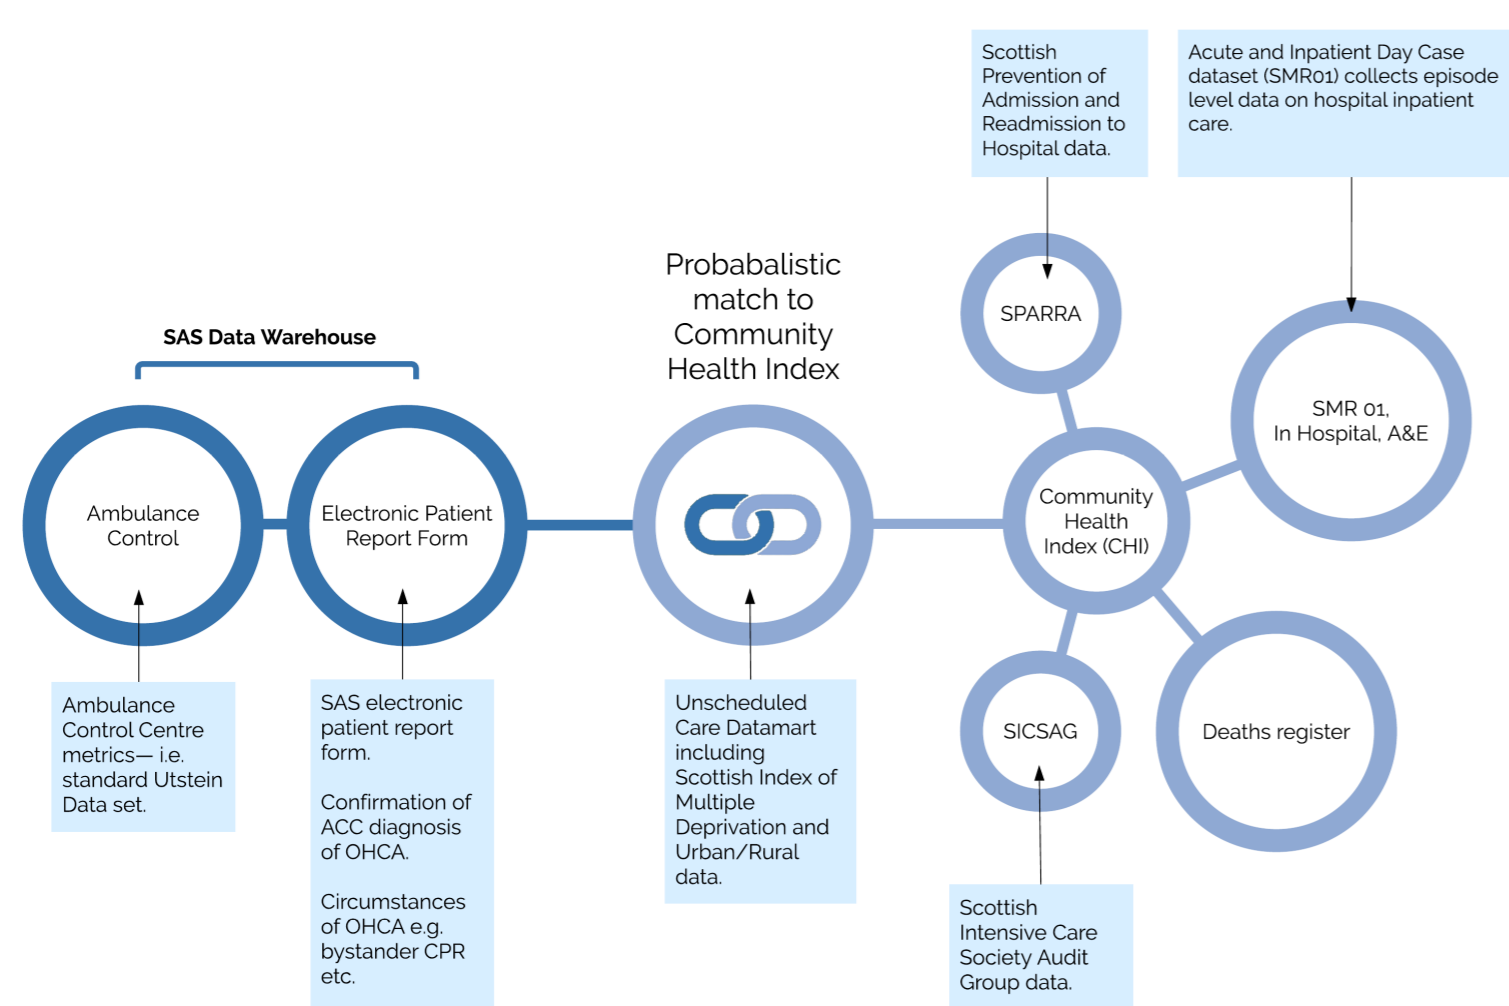 SAS Data Warehouse
Ambulance
Control
Electronic Patient
Report Form
Ambulance
Control Centre
metrics— i.e.
standard Utstein
Data set.
SAS electronic
patient report
form.
Confirmation of
ACC diagnosis
of OHCA.
Circumstances
of OHCA e.g.
bystander CPR
etc.
Probabalistic
match to
Community
Health Index
Unscheduled
Care Datamart
including
Scottish Index of
Multiple
Deprivation and
Urban/Rural
data.
Scottish
Prevention of
Admission and
Readmission to
Hospital data.
SPARRA
Acute and Inpatient Day Case
dataset (SMR01) collects episode
level data on hospital inpatient
care.
SMR 01,
In Hospital, A&E
Community
Health
Index (CHI)
SICSAG
Deaths register
Scottish
Intensive Care
Society Audit
Group data.